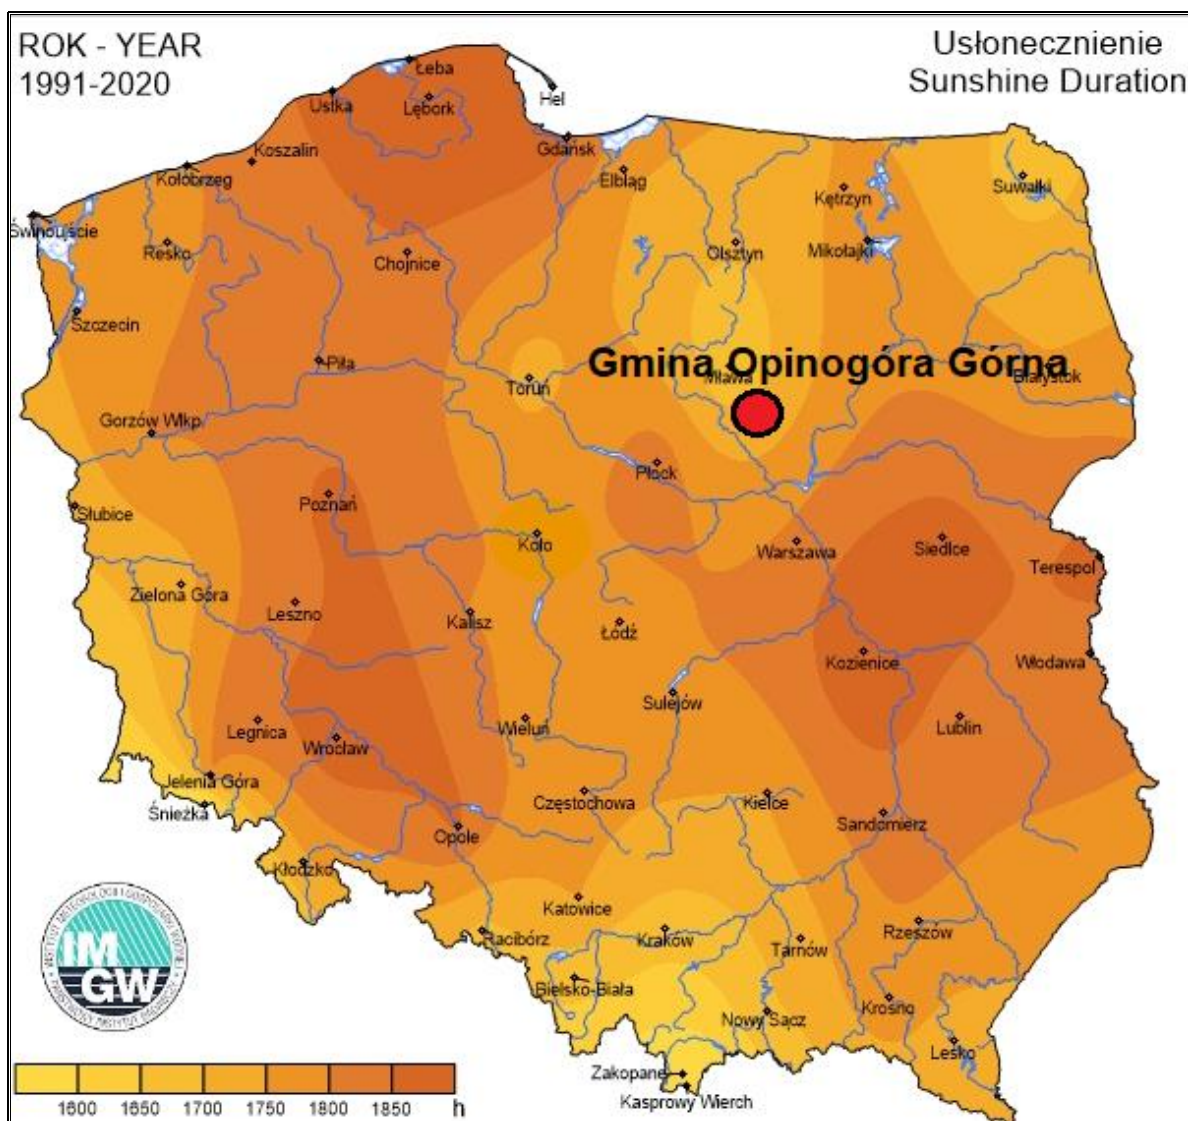 ROK - YEAR
1991-2020
Usłonecznienie
Sunshine Duration
Łeba
Ustka
Lębork
Hel
Koszalin
Gdańsk
Kołobrzeg
Elbląg
Suwałki
Kętrzyn
Świnoujście
Resko
Chojnice
Olsztyn
Mikołajki
Szczecin
Piła
Gmina Opinogóra Górna
Toruń
Mława
Białystok
Gorzów Wlkp.
Płock
Poznań
Słubice
Koło
Warszawa
Siedlce
Terespol
Zielona Góra
Leszno
Kalisz
Łódź
Kozienice
Włodawa
Sulejów
Legnica
Wrocław
Wieluń
Lublin
Jelenia Góra
Śnieżka
Częstochowa
Kielce
Sandomierz
Opole
Kłodzko
Katowice
Racibórz
Kraków
Tarnów
Rzeszów
Bielsko-Biała
Nowy Sącz
Krosno
Lesko
Zakopane
Kasprowy Wierch
IM
GW
1600 1650 1700 1750 1800 1850 h